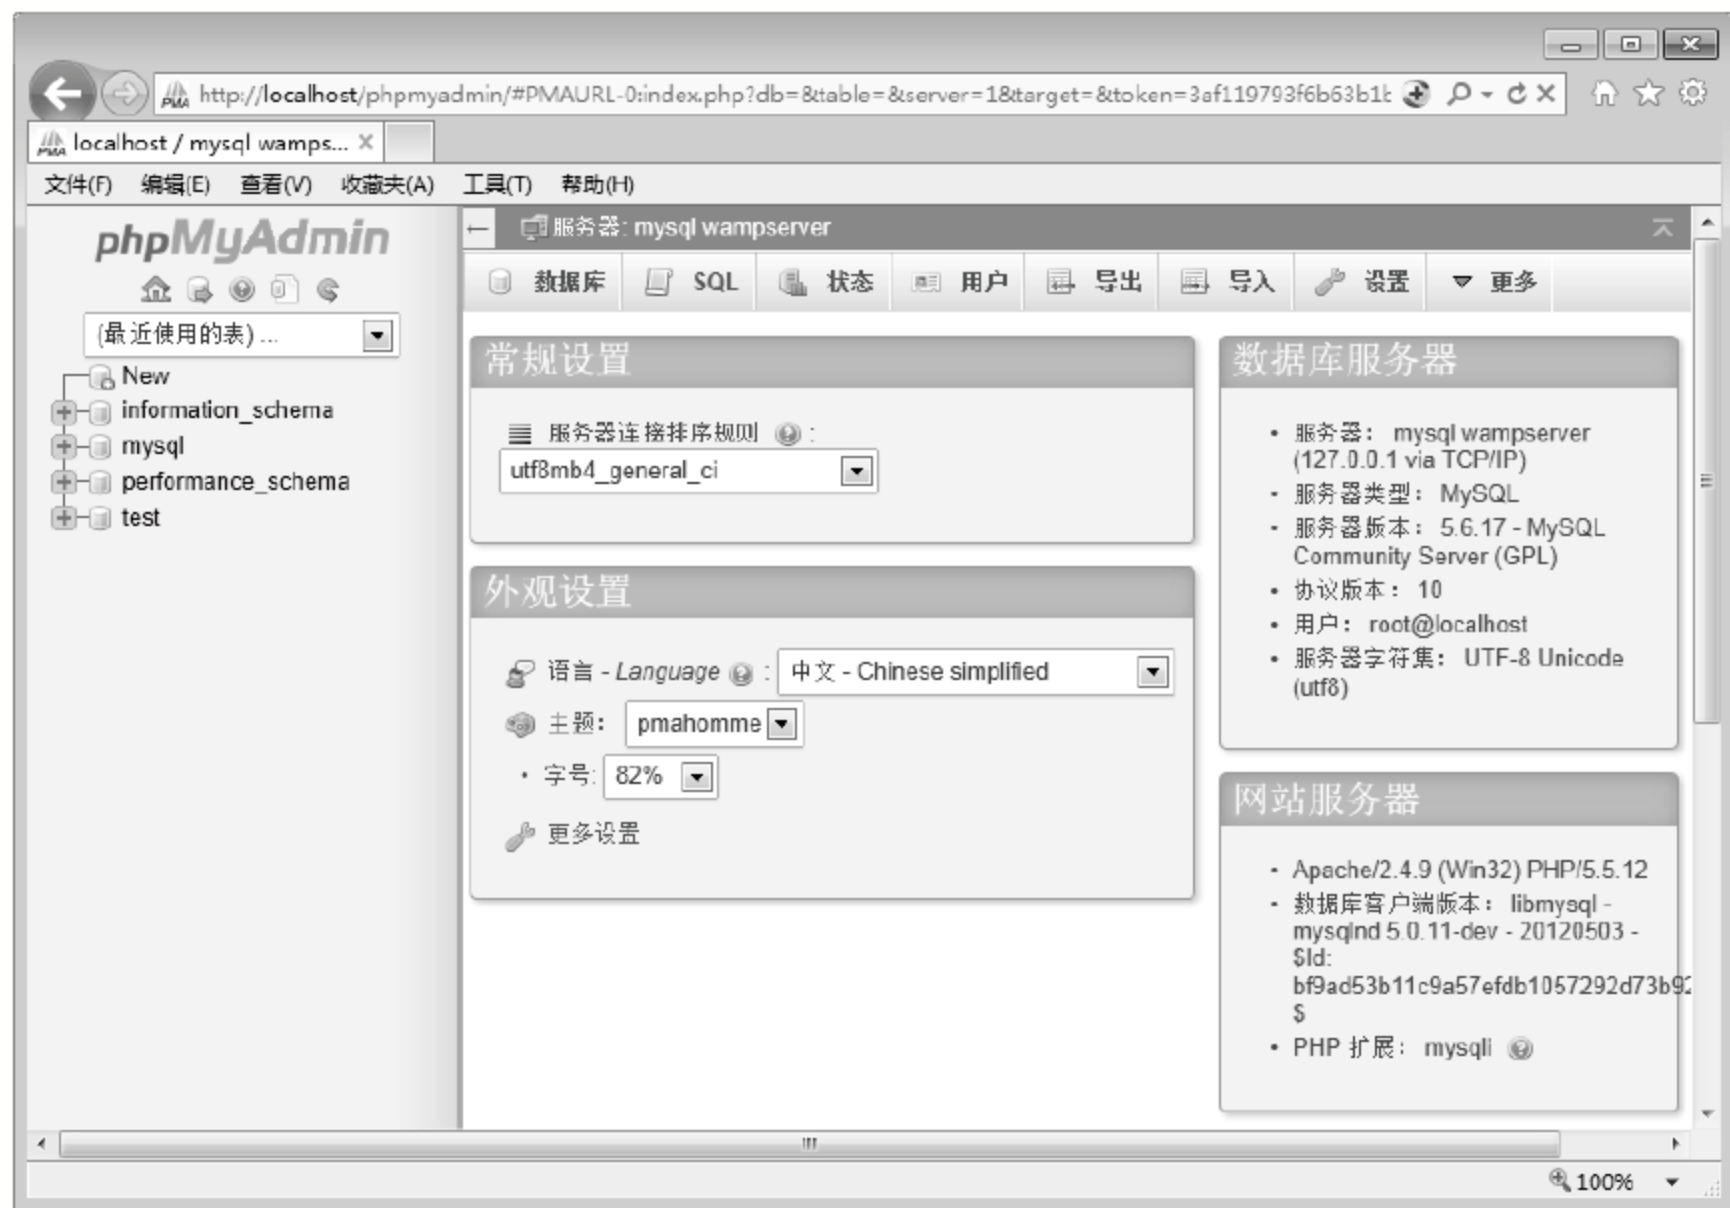 http://localhost/phpmyadmin/#PMAURL-0:index.php?db=&table=&server=1&target=&token=3af119793f6b63b1b
localhost / mysql wamps...
文件(F) 编辑(E) 查看(V) 收藏夹(A) 工具(T) 帮助(H)
phpMyAdmin
(最近使用的表) ...
New
information_schema
mysql
performance_schema
test
服务器: mysql wampserver
数据库 SQL 状态 用户 导出 导入 设置 更多
常规设置
服务器连接排序规则 :
utf8mb4_general_ci
外观设置
语言 - Language : 中文 - Chinese simplified
主题: pmahomme
• 字号: 82%
更多设置
数据库服务器
• 服务器: mysql wampserver
(127.0.0.1 via TCP/IP)
• 服务器类型: MySQL
• 服务器版本: 5.6.17 - MySQL
Community Server (GPL)
• 协议版本: 10
• 用户: root@localhost
• 服务器字符集: UTF-8 Unicode
(utf8)
网站服务器
• Apache/2.4.9 (Win32) PHP/5.5.12
• 数据库客户端版本: libmysql -
mysqlnd 5.0.11-dev - 20120503 -
$Id:
bf9ad53b11c9a57efdb1057292d73b92
$
• PHP 扩展: mysqli
100%